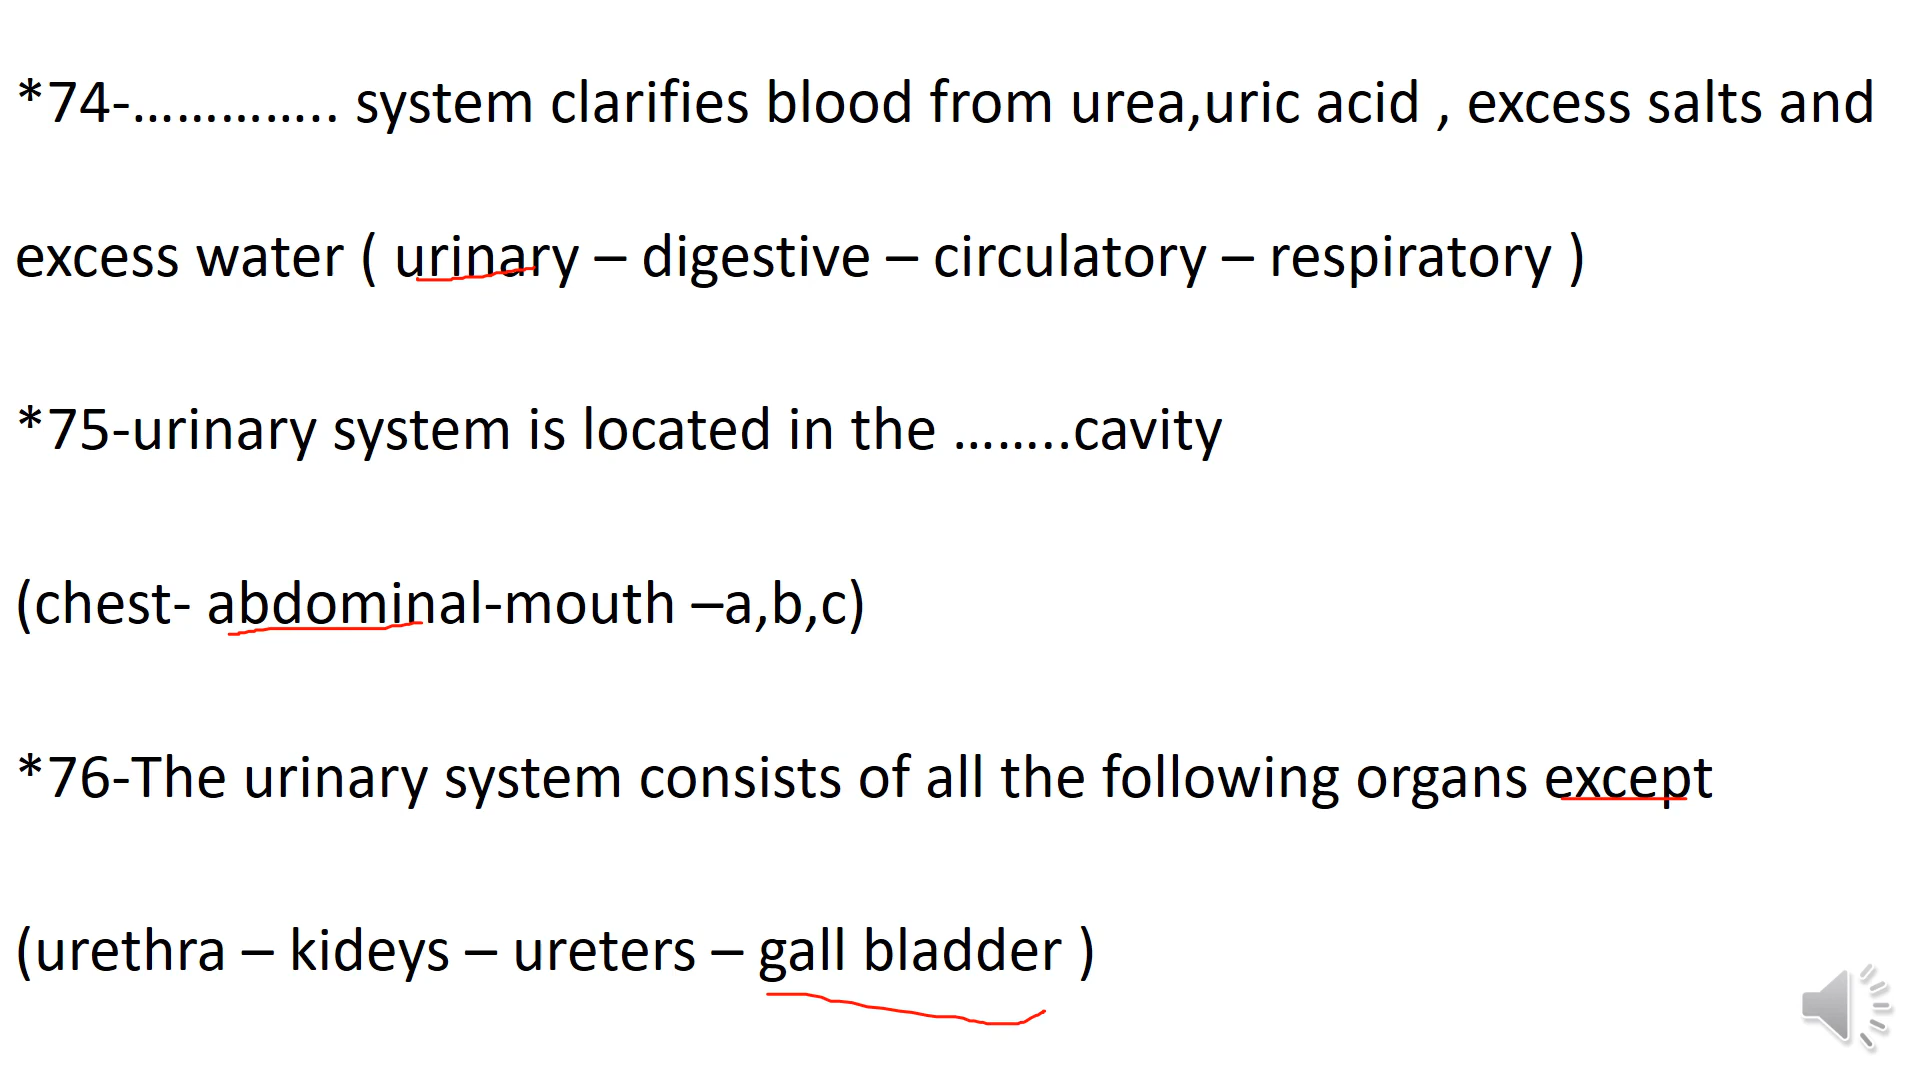 *74-………….. system clarifies blood from urea,uric acid , excess salts and
excess water ( urinary – digestive – circulatory – respiratory )
*75-urinary system is located in the ……..cavity
(chest- abdominal-mouth –a,b,c)
*76-The urinary system consists of all the following organs except
(urethra – kideys – ureters – gall bladder )